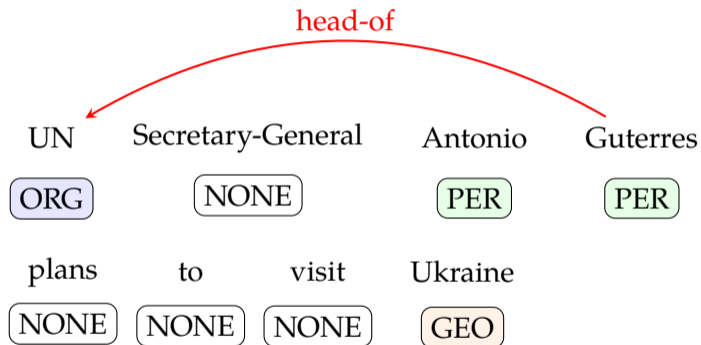 head-of
UN Secretary-General Antonio Guterres
ORG NONE PER PER
plans to visit Ukraine
NONE NONE NONE GEO